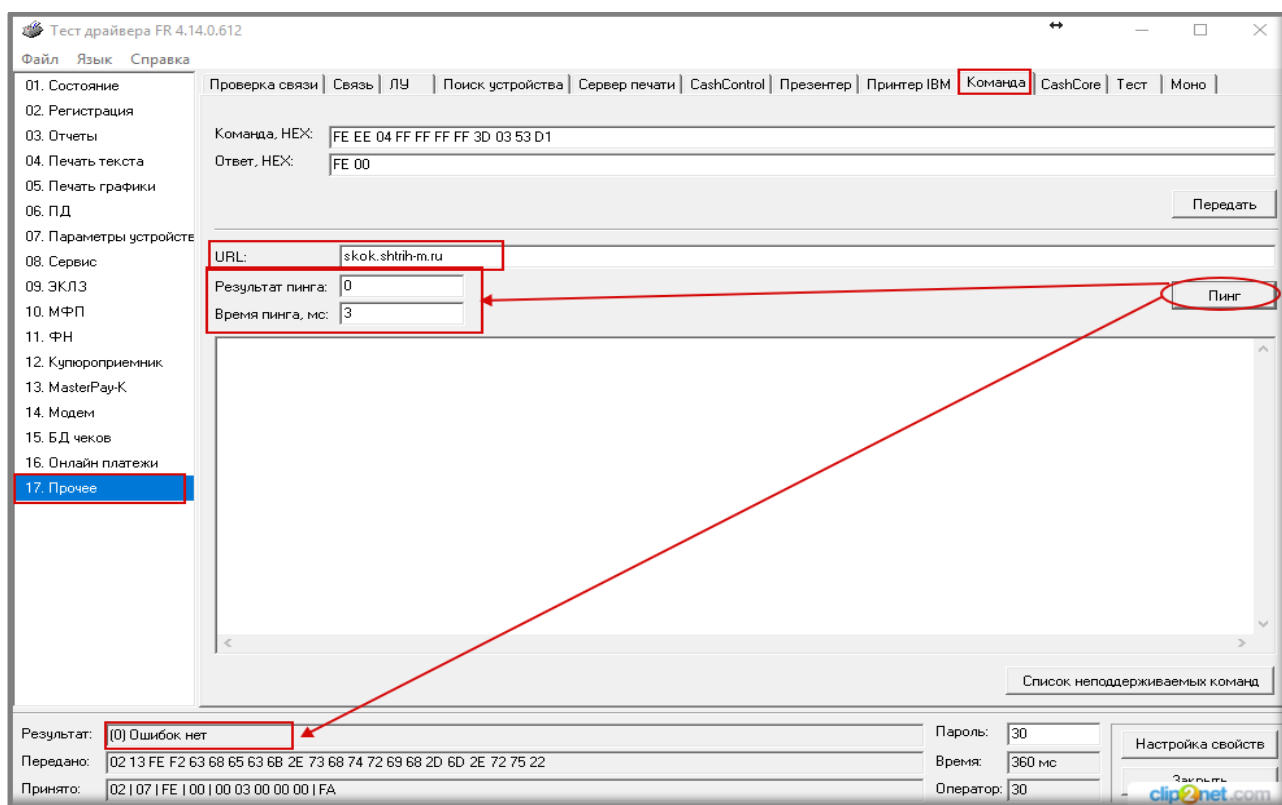 Тест драйвера FR 4.14.0.612
Файл Язык Справка
01. Состояние
02. Регистрация
03. Отчеты
04. Печать текста
05. Печать графики
06. ПД
07. Параметры устройств
08. Сервис
09. ЭКЛЗ
10. МФП
11. ФН
12. Купюроприемник
13. MasterPay-K
14. Модем
15. БД чеков
16. Онлайн платежи
17. Прочее
Проверка связи Связь ЛУ Поиск устройства Сервер печати CashControl Презентер Принтер IBM Команда CashCore Тест Моно
Команда, HEX: FE EE 04 FF FF FF FF 3D 03 53 D1
Ответ, HEX: FE 00
Передать
URL: skok.shtrih-m.ru
Результат пинга: 0
Время пинга, мс: 3
Пинг
Список неподдерживаемых команд
Результат: (0) Ошибок нет
Передано: 02 13 FE F2 63 68 65 63 6B 2E 73 68 74 72 69 68 2D 6D 2E 72 75 22
Принято: 02 | 07 | FE | 00 | 00 03 00 00 00 | FA
Пароль: 30
Время: 360 мс
Оператор: 30
Настройка свойств
Закрыть
clip2net.com